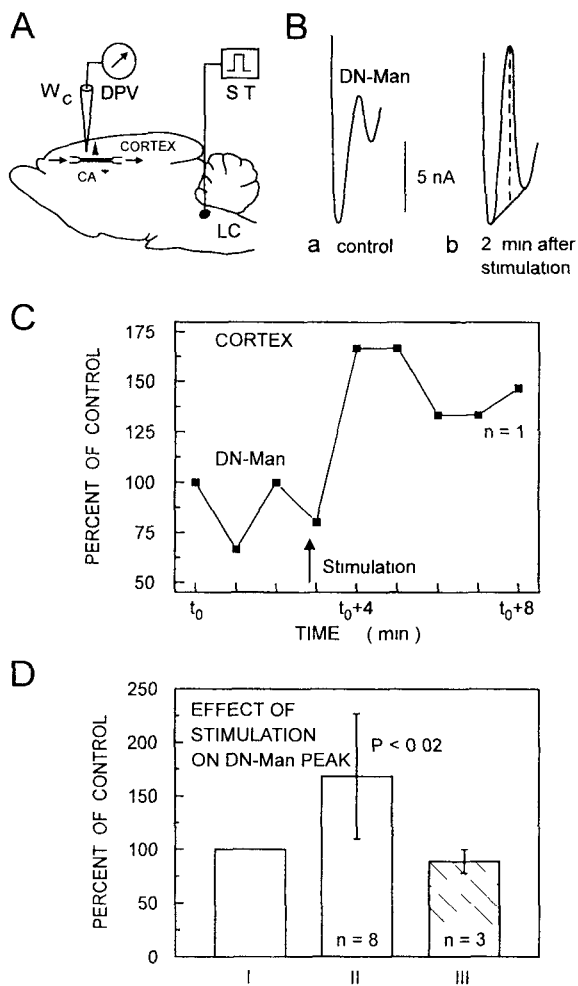 A
W C
DPV
S T
CORTEX
CA
LC
B
DN-Man
5 nA
a control
b 2 min after
stimulation
C
PERCENT OF CONTROL
175
150
100
75
50
CORTEX
DN-Man
n = 1
Stimulation
t0
t0+4
t0+8
TIME ( min )
D
PERCENT OF CONTROL
250
200
150
100
50
0
EFFECT OF
STIMULATION
ON DN-Man PEAK
P < 0 02
n = 8
n = 3
I
II
III